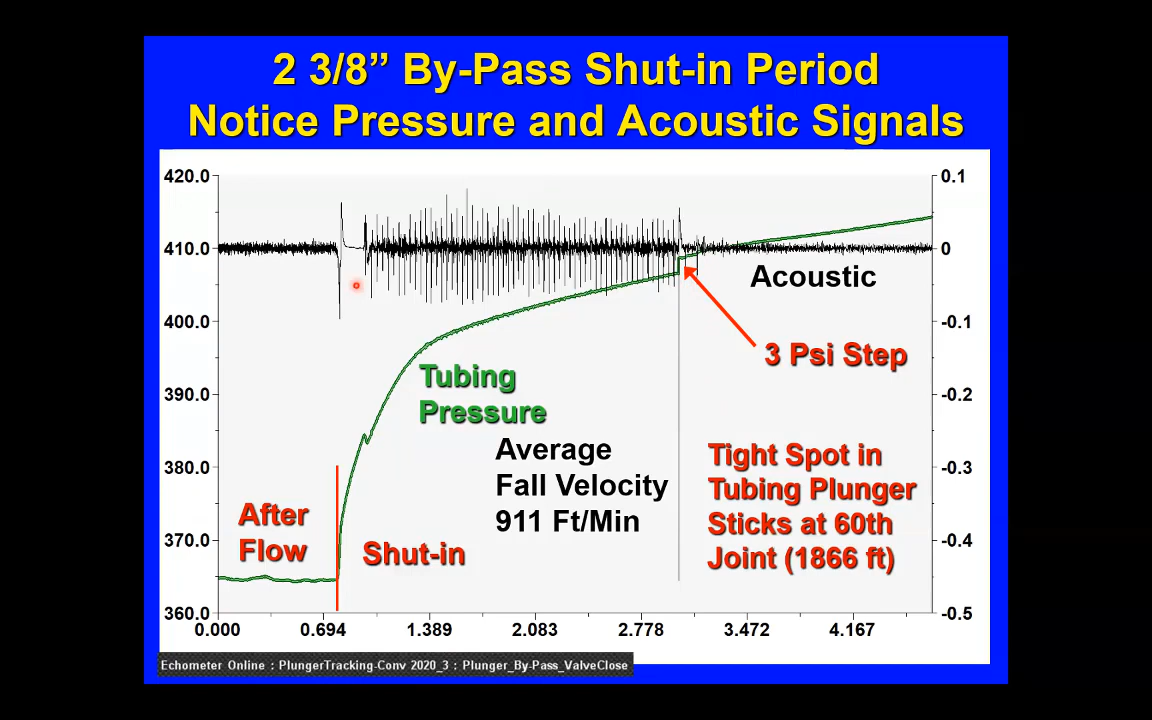 2 3/8” By-Pass Shut-in Period
Notice Pressure and Acoustic Signals
420.0
0.1
410.0
0
Acoustic
400.0
-0.1
3 Psi Step
390.0
Tubing
Pressure
-0.2
Average
Fall Velocity
911 Ft/Min
Tight Spot in
Tubing Plunger
Sticks at 60th
Joint (1866 ft)
380.0
-0.3
After
Flow
Shut-in
370.0
-0.4
360.0
-0.5
0.000 0.694 1.389 2.083 2.778 3.472 4.167
Echometer Online : PlungerTracking-Conv 2020_3 : Plunger_By-Pass_ValveClose